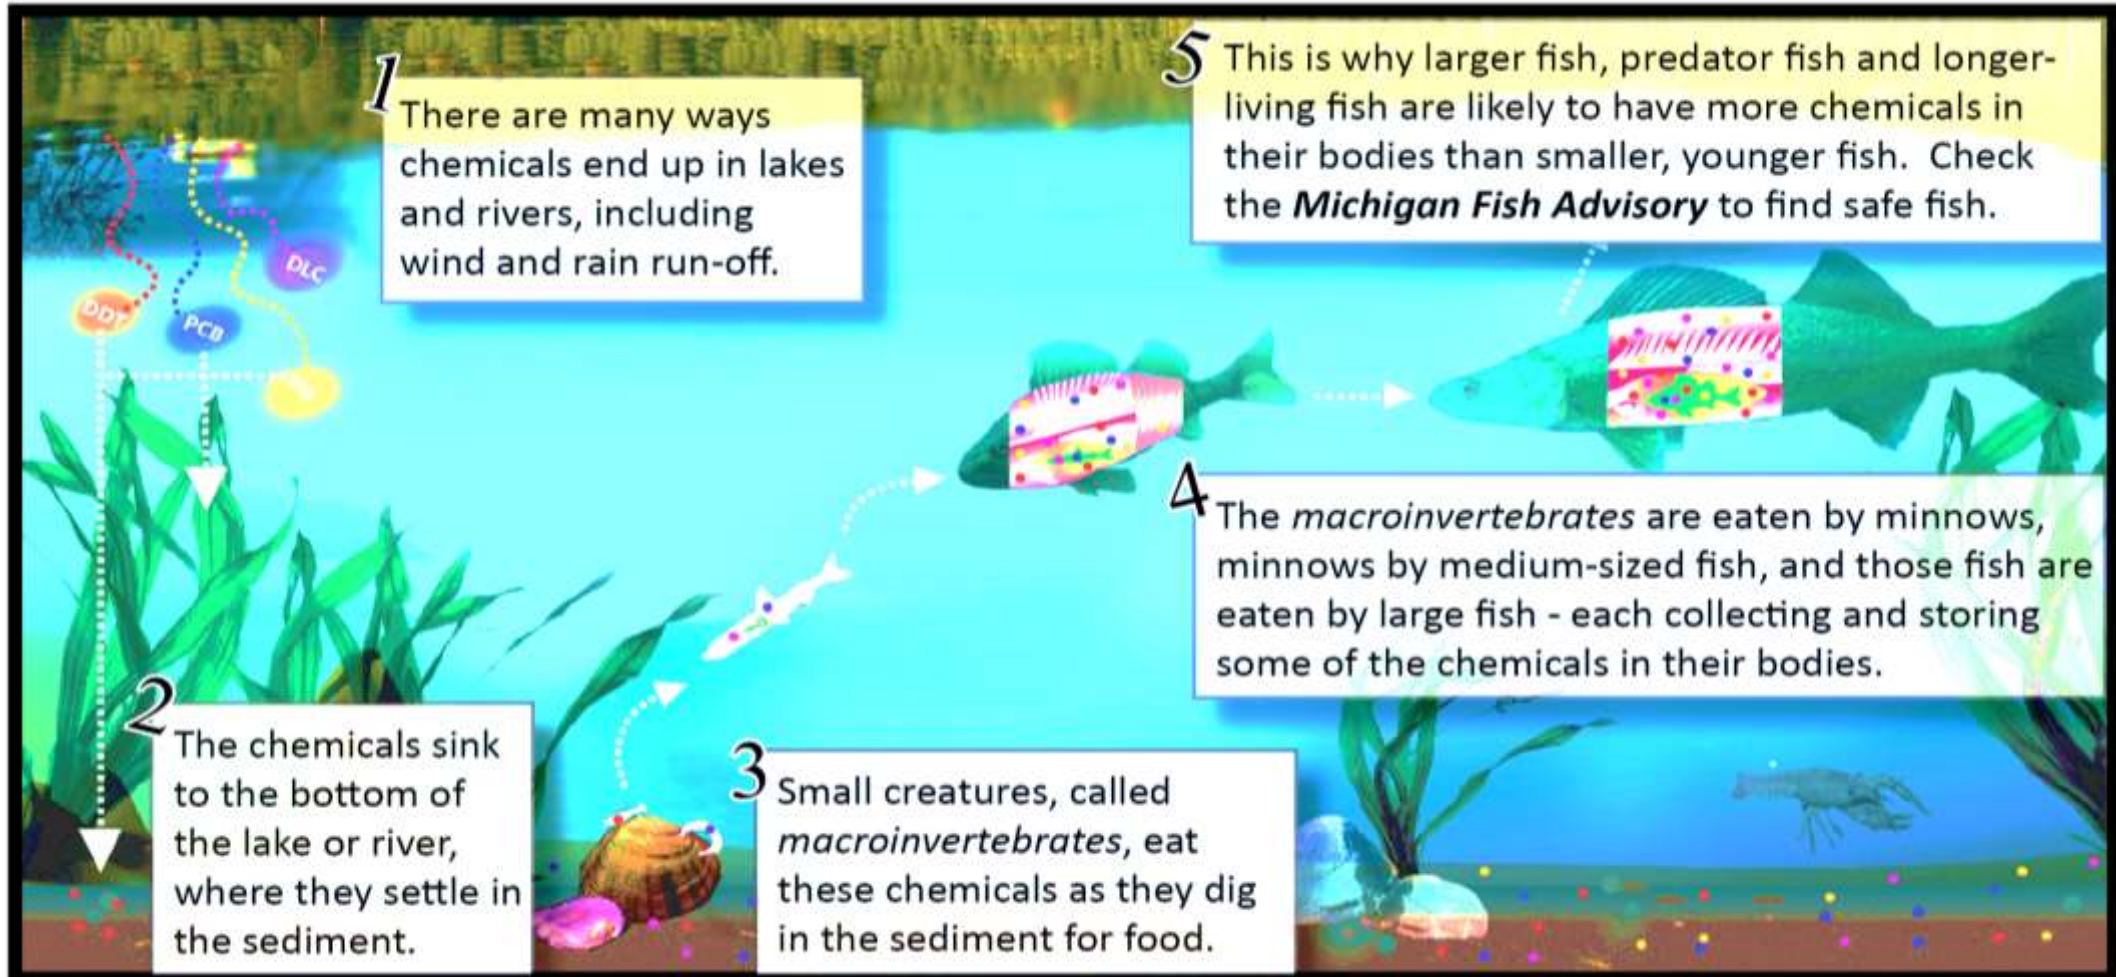 1
There are many ways
chemicals end up in lakes
and rivers, including
wind and rain run-off.
DDT
PCB
DLC
2
The chemicals sink
to the bottom of
the lake or river,
where they settle in
the sediment.
3
Small creatures, called
macroinvertebrates, eat
these chemicals as they dig
in the sediment for food.
4
The macroinvertebrates are eaten by minnows,
minnows by medium-sized fish, and those fish are
eaten by large fish - each collecting and storing
some of the chemicals in their bodies.
5
This is why larger fish, predator fish and longer-
living fish are likely to have more chemicals in
their bodies than smaller, younger fish. Check
the Michigan Fish Advisory to find safe fish.